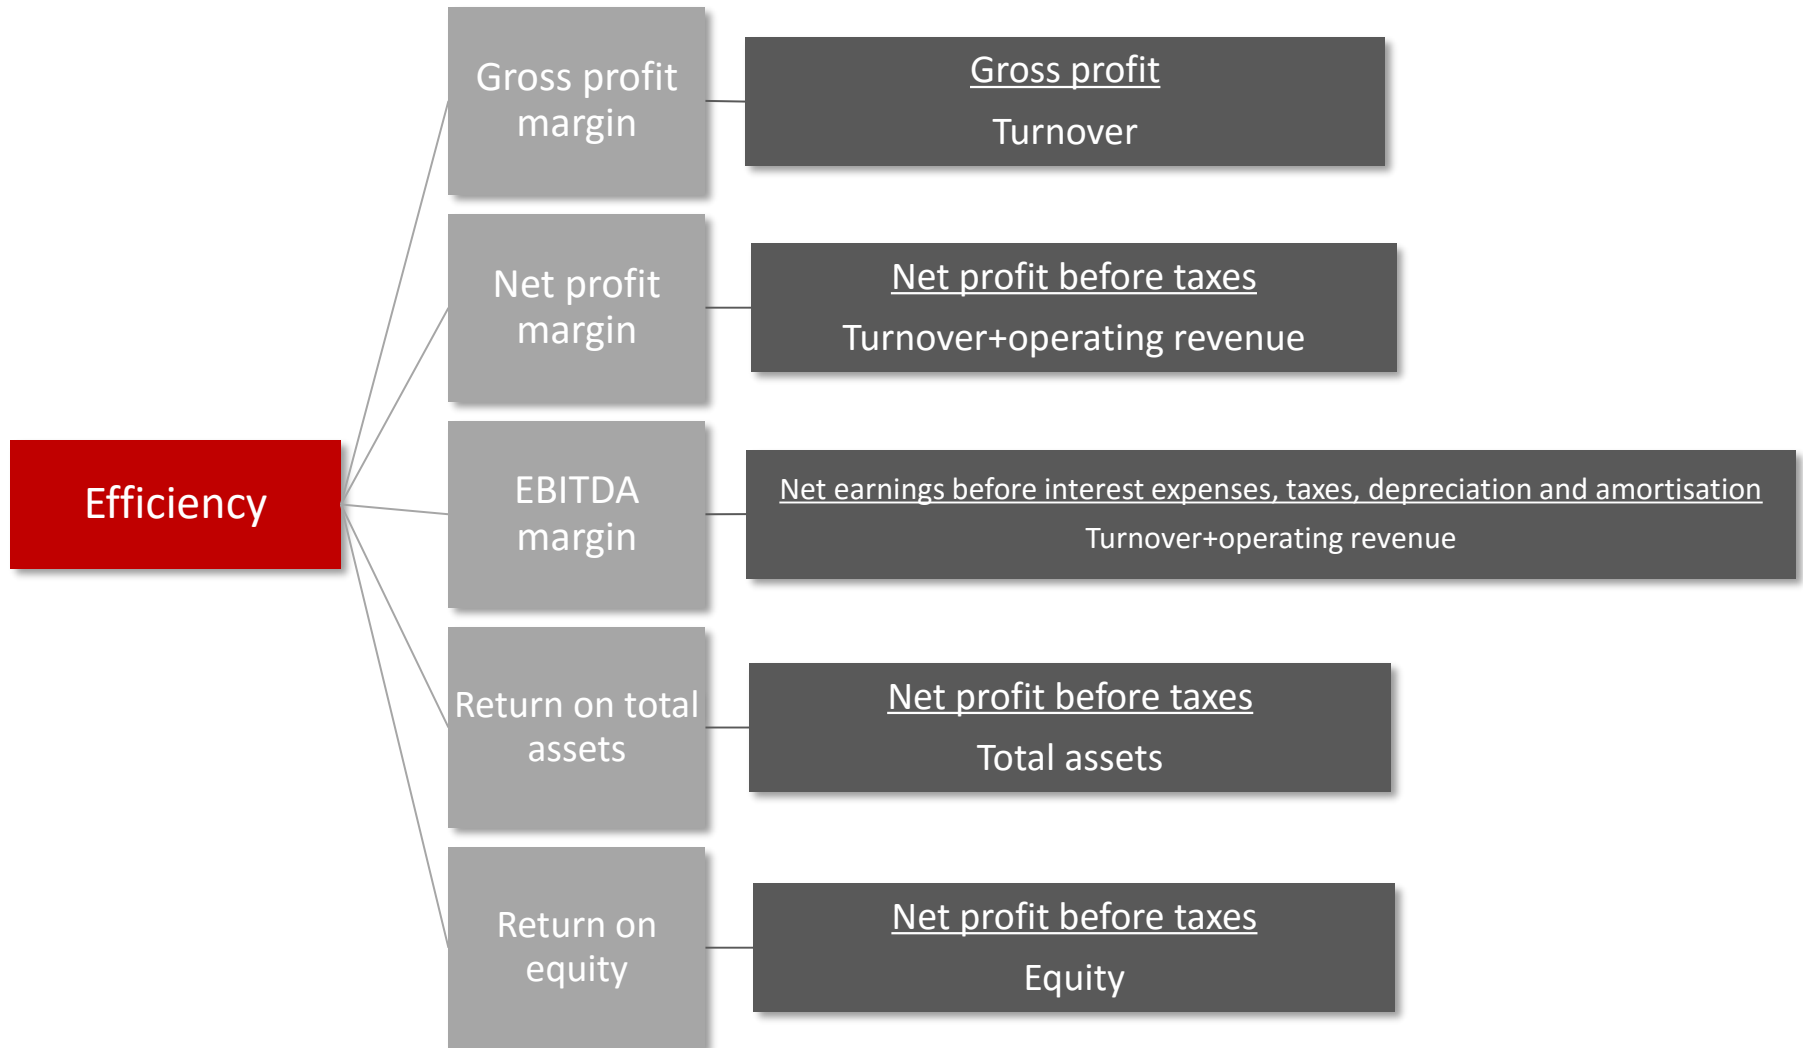 Gross profit
margin
Gross profit
Turnover
Net profit
margin
Net profit before taxes
Turnover+operating revenue
Efficiency
EBITDA
margin
Net earnings before interest expenses, taxes, depreciation and amortisation
Turnover+operating revenue
Return on total
assets
Net profit before taxes
Total assets
Return on
equity
Net profit before taxes
Equity